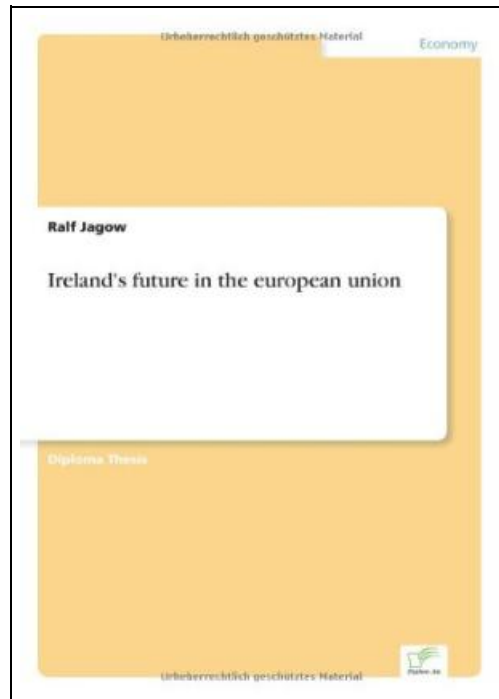 Urheberrechtlich geschütztes Material
Economy
Ralf Jagow
Ireland's future in the european union
Diploma Thesis
Urheberrechtlich geschütztes Material